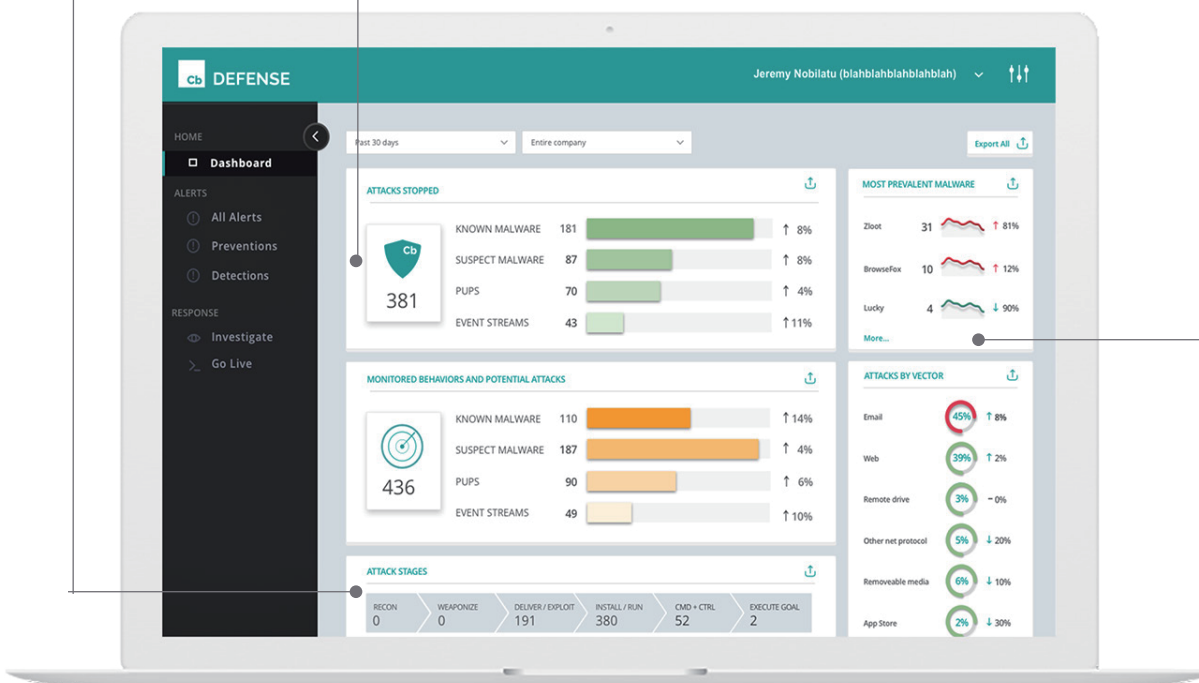 Cb DEFENSE
Jeremy Nobilatu (blahblahblahblahblah)
HOME
Dashboard
ALERTS
All Alerts
Preventions
Detections
RESPONSE
Investigate
Go Live
Past 30 days
Entire company
Export All
ATTACKS STOPPED
Cb
381
KNOWN MALWARE 181 ↑ 8%
SUSPECT MALWARE 87 ↑ 8%
PUPS 70 ↑ 4%
EVENT STREAMS 43 ↑ 11%
MONITORED BEHAVIORS AND POTENTIAL ATTACKS
436
KNOWN MALWARE 110 ↑ 14%
SUSPECT MALWARE 187 ↑ 4%
PUPS 90 ↑ 6%
EVENT STREAMS 49 ↑ 10%
ATTACK STAGES
RECON
0
WEAPONIZE
0
DELIVER / EXPLOIT
191
INSTALL / RUN
380
CMD + CTRL
52
EXECUTE GOAL
2
MOST PREVALENT MALWARE
Zloot 31 ↑ 81%
BrowseFox 10 ↑ 12%
Lucky 4 ↓ 90%
More...
ATTACKS BY VECTOR
Email 45% ↑ 8%
Web 39% ↑ 2%
Remote drive 3% – 0%
Other net protocol 5% ↓ 20%
Removeable media 6% ↓ 10%
App Store 2% ↓ 30%